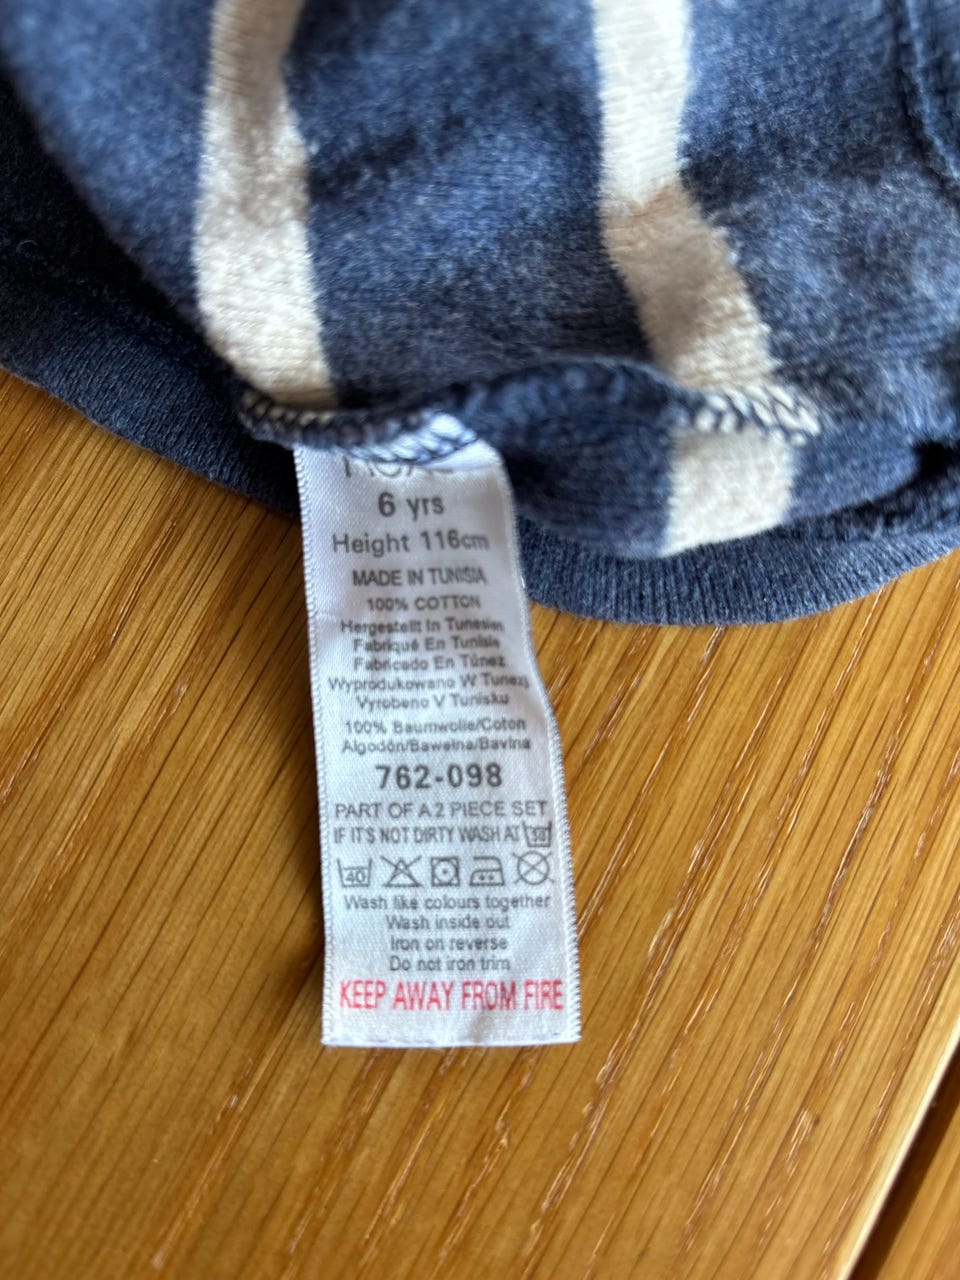 6 yrs
Height 116cm
MADE IN TUNISIA
100% COTTON
Hergestellt In Tunesien
Fabriqué En Tunisie
Fabricado En Túnez
Wyprodukowano W Tunezji
Vyrobeno V Tunisku
100% Baumwolle/Coton
Algodón/Bawełna/Bavlna
762-098
PART OF A 2 PIECE SET
IF IT'S NOT DIRTY WASH AT 30
40
Wash like colours together
Wash inside out
Iron on reverse
Do not iron trim
KEEP AWAY FROM FIRE